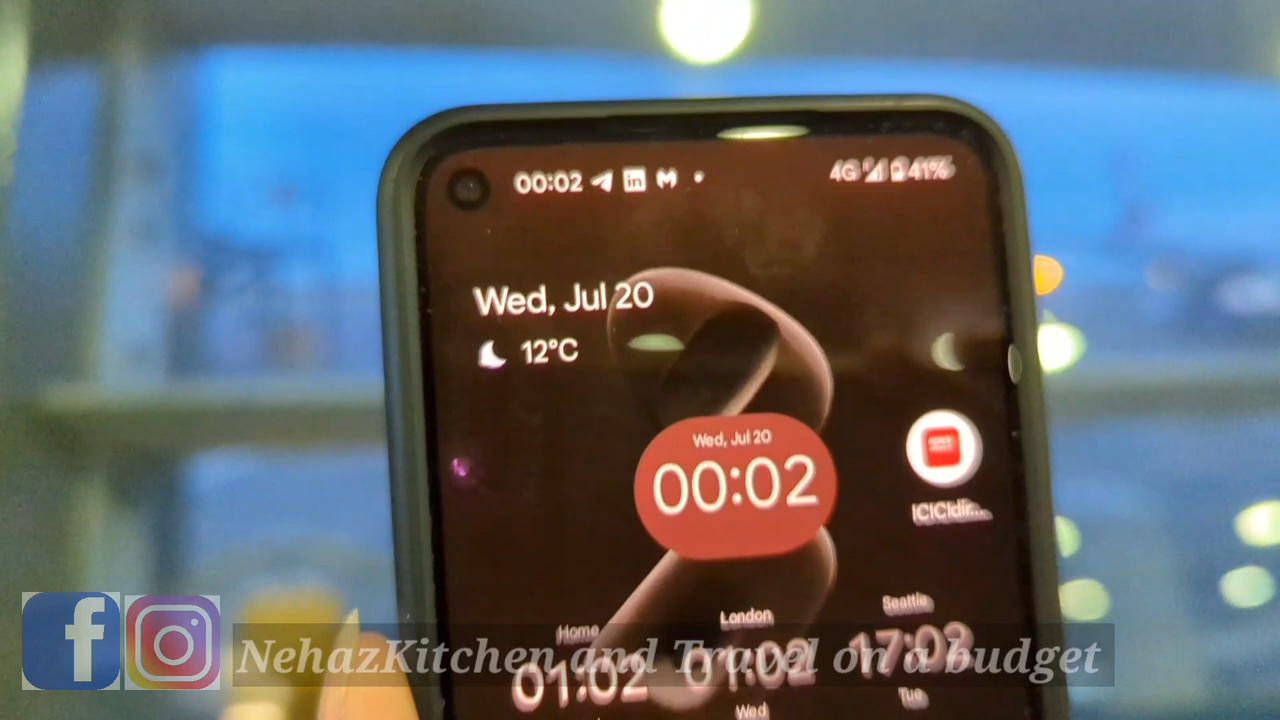 00:02
4G 41%
Wed, Jul 20
12°C
Wed, Jul 20
00:02
ICICIdir...
Home
London
Seattle
01:02
01:02
17:02
Wed
Tue
NehazKitchen and Travel on a budget